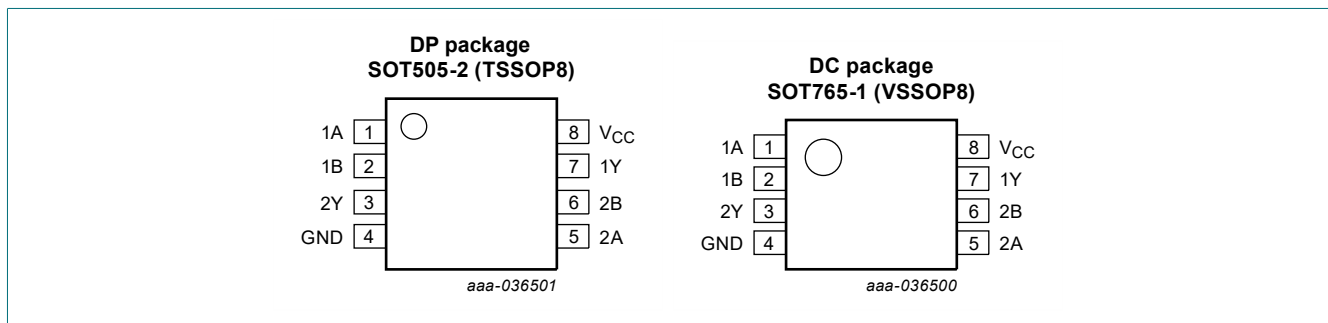 DP package
SOT505-2 (TSSOP8)
1A 1 8 VCC
1B 2 7 1Y
2Y 3 6 2B
GND 4 5 2A
aaa-036501
DC package
SOT765-1 (VSSOP8)
1A 1 8 VCC
1B 2 7 1Y
2Y 3 6 2B
GND 4 5 2A
aaa-036500